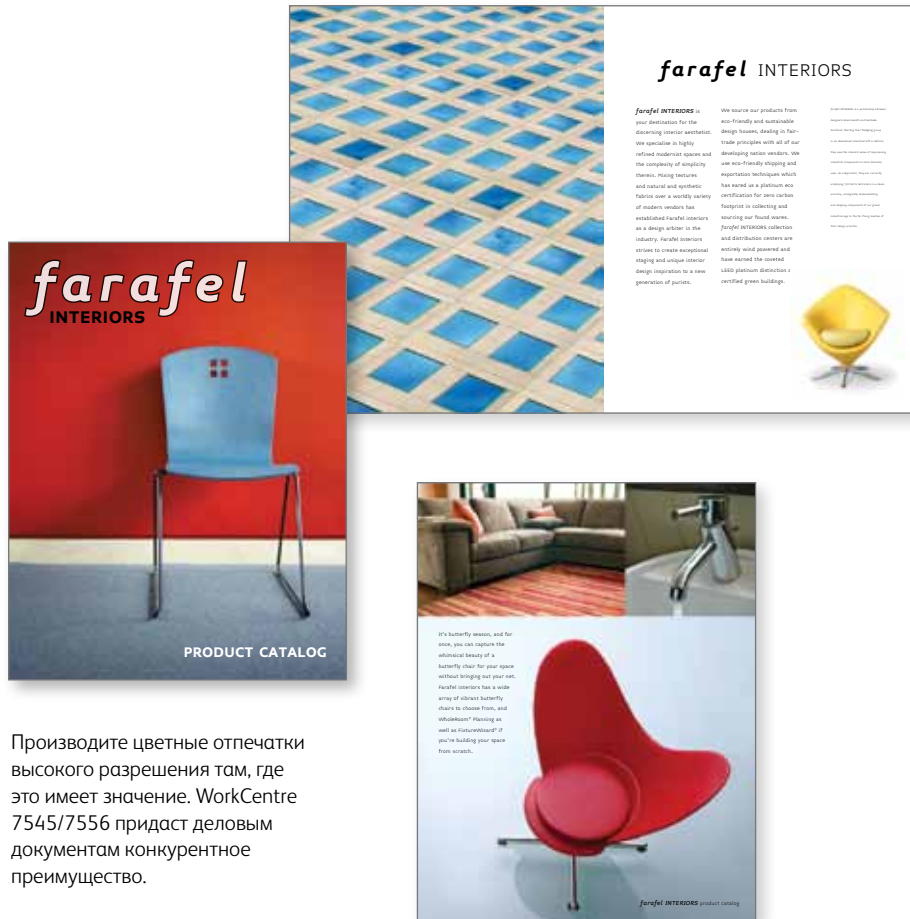 farafel INTERIORS
farafel INTERIORS is
your destination for the
discerning interior aesthetist.
We specialise in highly
refined modernist spaces and
the complexity of simplicity
therein. Mixing textures
and natural and synthetic
fabrics over a worldly variety
of modern vendors has
established Farafel interiors
as a design arbiter in the
industry. Farafel Interiors
strives to create exceptional
staging and unique interior
design inspiration to a new
generation of purists.
We source our products from
eco-friendly and sustainable
design houses, dealing in fair-
trade principles with all of our
developing nation vendors. We
use eco-friendly shipping and
exportation techniques which
has eared us a platinum eco
certification for zero carbon
footprint in collecting and
sourcing our found wares.
farafel INTERIORS collection
and distribution centers are
entirely wind powered and
have earned the coveted
LEED platinum distinction
certified green buildings.
farafel
INTERIORS
PRODUCT CATALOG
It's butterfly season, and for
once, you can capture the
whimsical beauty of a
butterfly chair for your space
without bringing out your net.
Farafel Interiors has a wide
array of vibrant butterfly
chairs to choose from, and
WholeRoom" Planning as
well as FixtureWizard" if
you're building your space
from scratch.
farafel INTERIORS product catalog
Производите цветные отпечатки
высокого разрешения там, где
это имеет значение. WorkCentre
7545/7556 придаст деловым
документам конкурентное
преимущество.